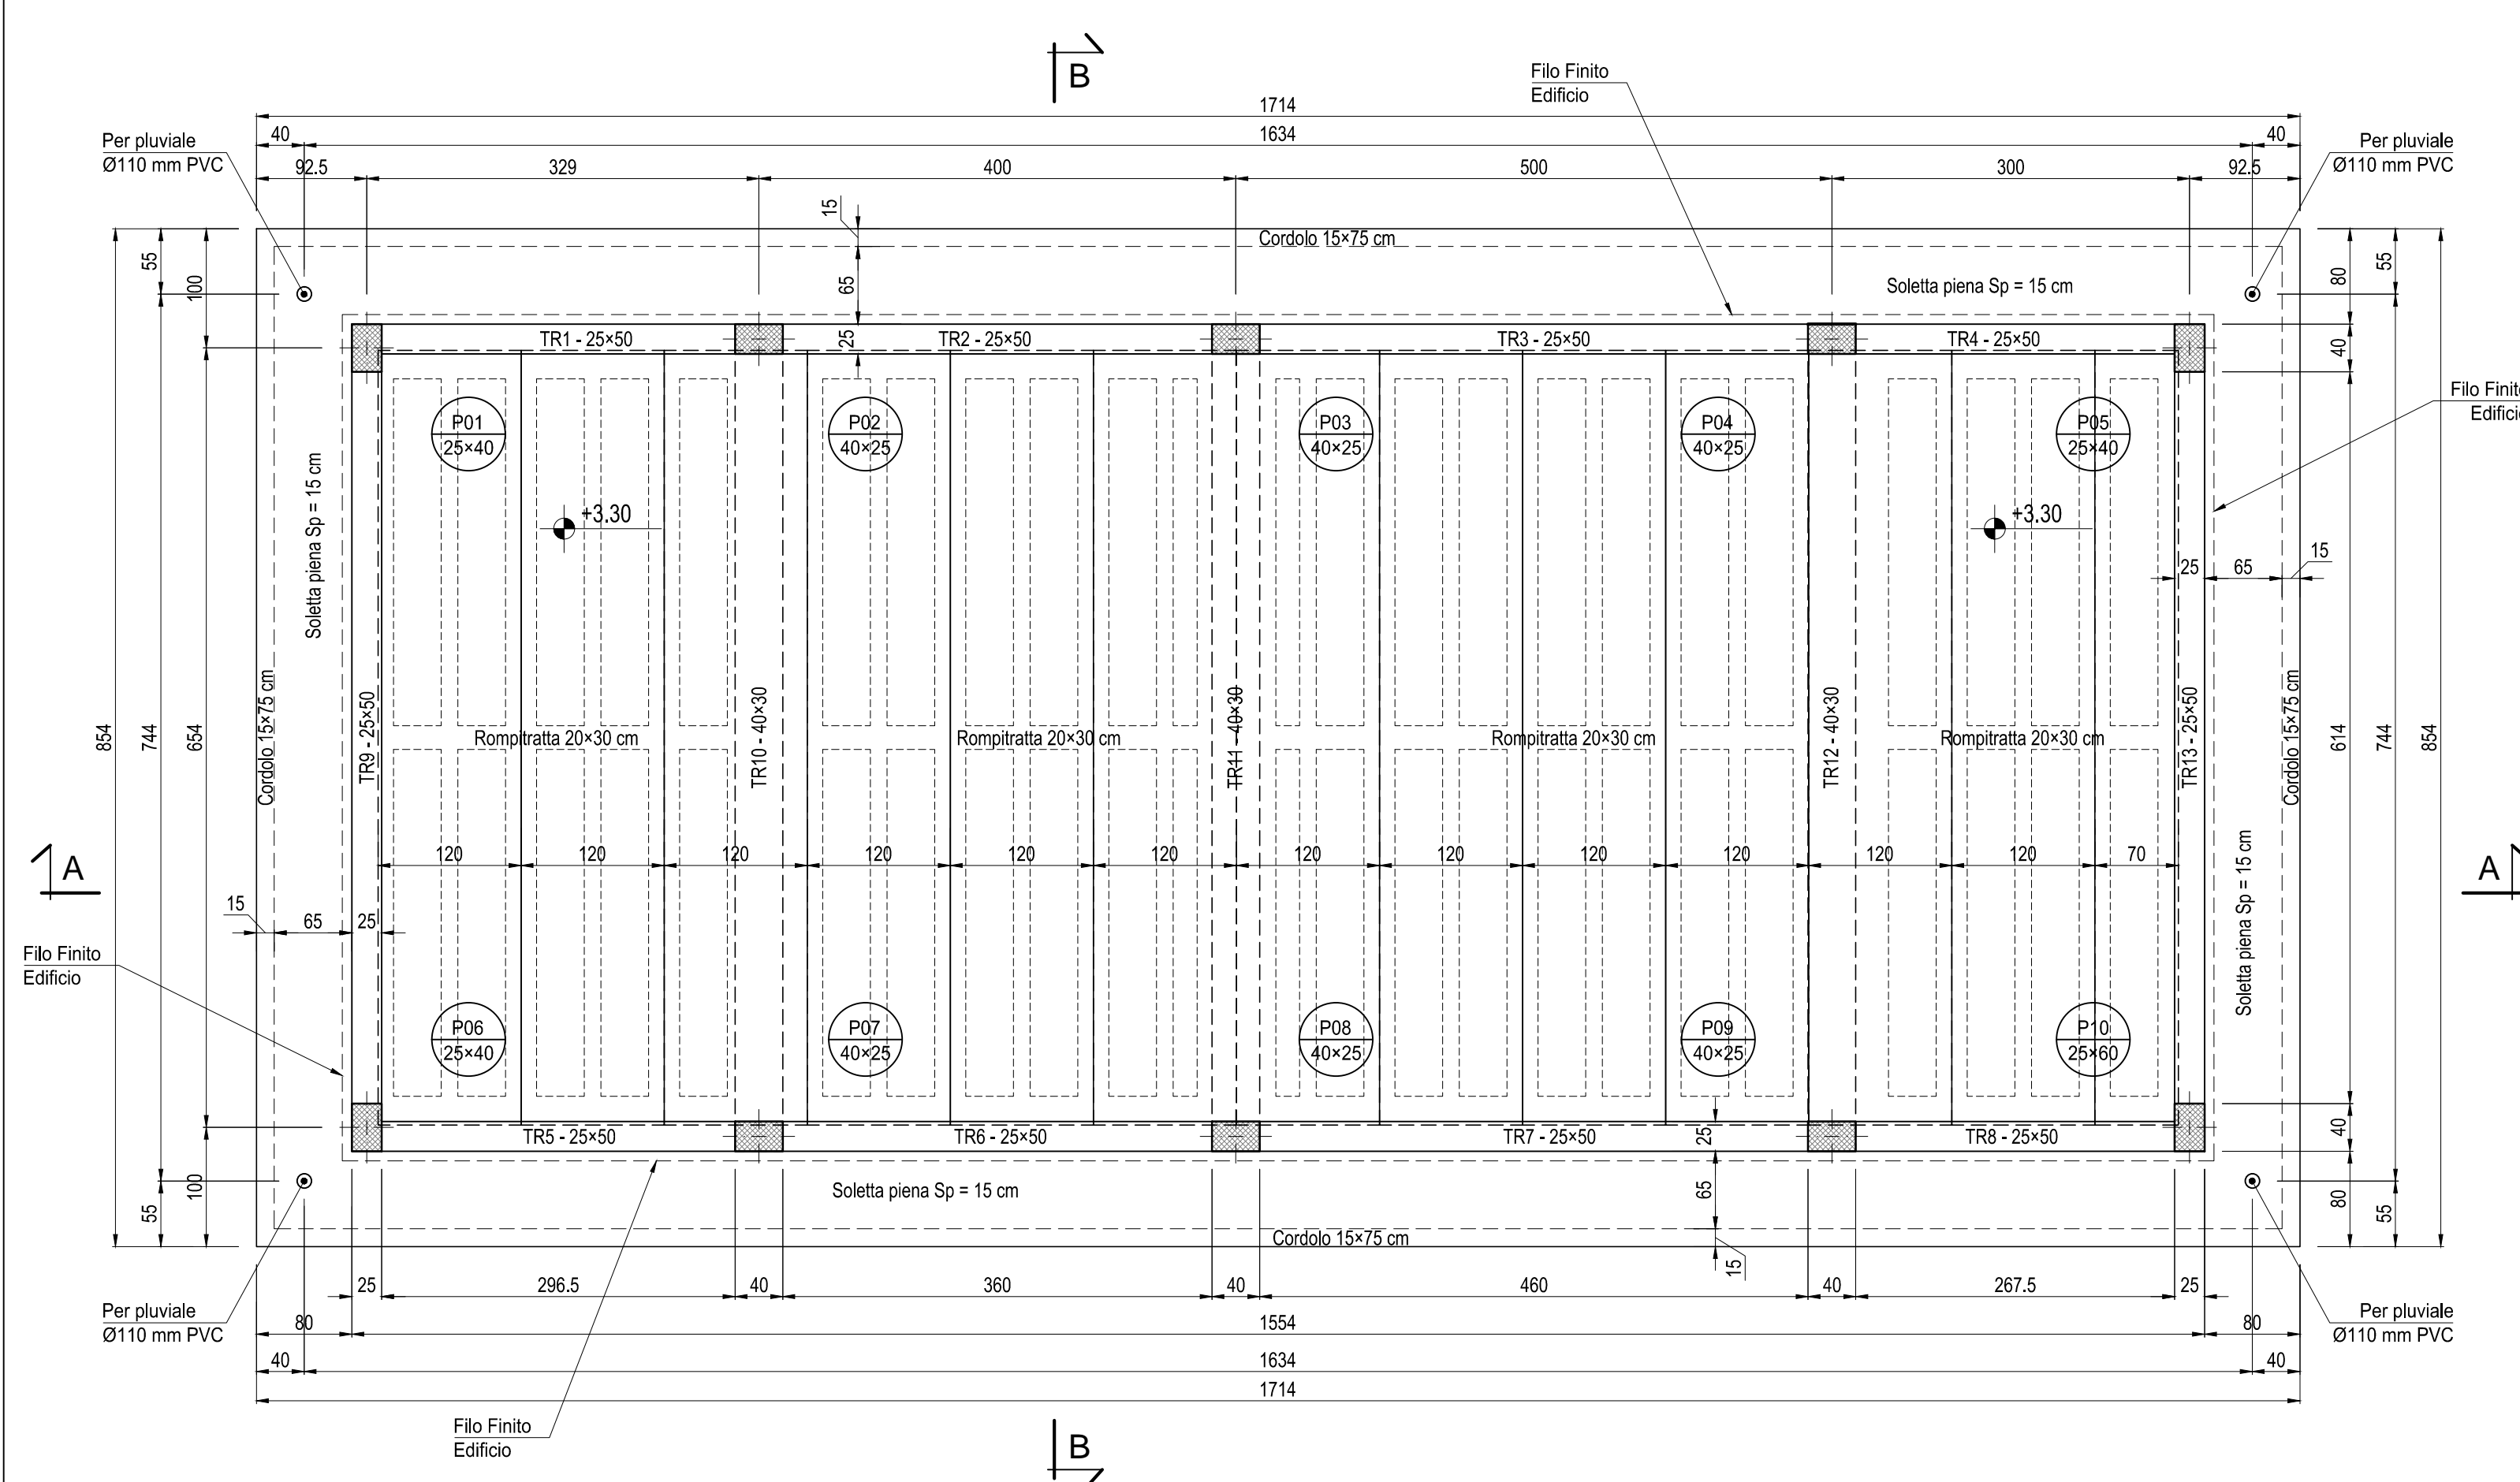 B
Filo Finito
Edificio
1714
Per pluviale
Ø110 mm PVC
40
1634
40
Per pluviale
Ø110 mm PVC
92.5
329
400
500
300
92.5
15
Cordolo 15×75 cm
55
100
65
Soletta piena Sp = 15 cm
80
55
TR1 - 25×50
TR2 - 25×50
TR3 - 25×50
TR4 - 25×50
25
40
Filo Finito
Edificio
P01
25×40
P02
40×25
P03
40×25
P04
40×25
P05
25×40
Soletta piena Sp = 15 cm
+3.30
+3.30
15
25
65
854
744
654
Cordolo 15×75 cm
TR9 - 25×50
Rompitratta 20×30 cm
TR10 - 40×30
Rompitratta 20×30 cm
TR11 - 40×30
Rompitratta 20×30 cm
TR12 - 40×30
Rompitratta 20×30 cm
TR13 - 25×50
Cordolo 15×75 cm
614
744
854
120
120
120
120
120
120
120
120
120
120
120
120
70
A
A
15
65
25
Soletta piena Sp = 15 cm
Filo Finito
Edificio
P06
25×40
P07
40×25
P08
40×25
P09
40×25
P10
25×60
TR5 - 25×50
TR6 - 25×50
TR7 - 25×50
25
TR8 - 25×50
40
100
55
Soletta piena Sp = 15 cm
65
80
55
Cordolo 15×75 cm
15
25
296.5
40
360
40
460
40
267.5
25
Per pluviale
Ø110 mm PVC
80
1554
80
Per pluviale
Ø110 mm PVC
40
1634
40
1714
Filo Finito
Edificio
B